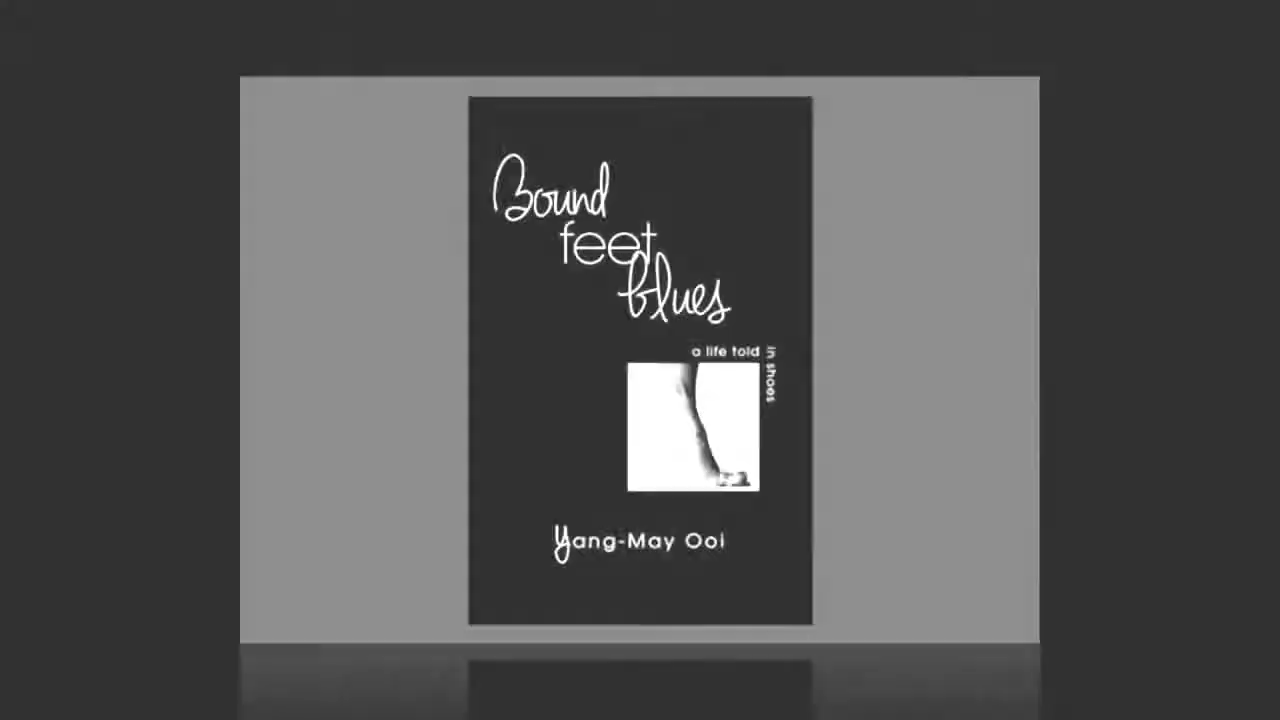 Bound
feet
blues
a life told
in shoes
Yang-May Ooi